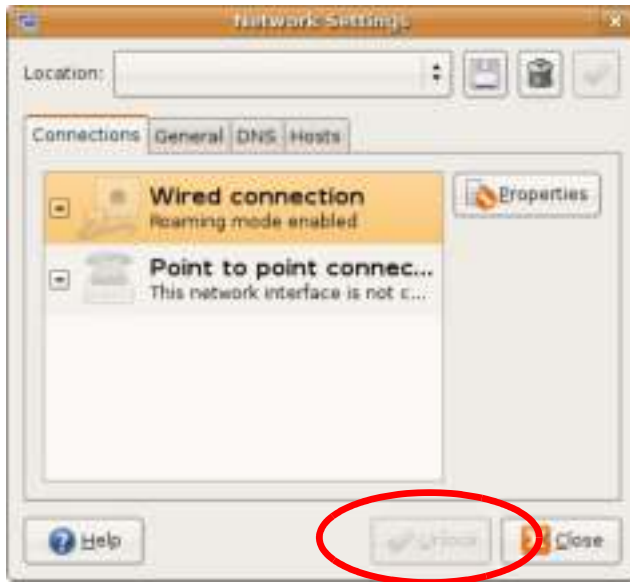 Network Settings
Location:
Connections General DNS Hosts
Wired connection
Roaming mode enabled
Properties
Point to point connec...
This network interface is not c...
Help
Unlock
Close